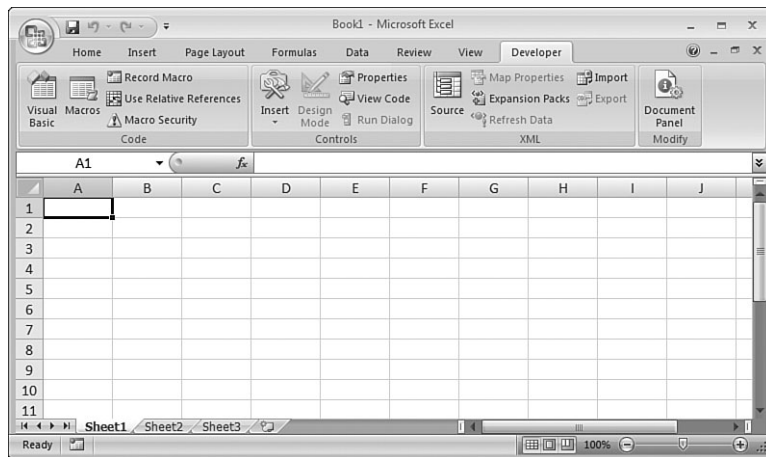 Book1 - Microsoft Excel
Home Insert Page Layout Formulas Data Review View Developer
Visual Basic
Macros
Record Macro
Use Relative References
Macro Security
Code
Insert
Design Mode
Properties
View Code
Run Dialog
Controls
Source
Map Properties
Expansion Packs
Refresh Data
Import
Export
XML
Document Panel
Modify
A1 fx
A B C D E F G H I J
1
2
3
4
5
6
7
8
9
10
11
Sheet1 Sheet2 Sheet3
Ready 100%